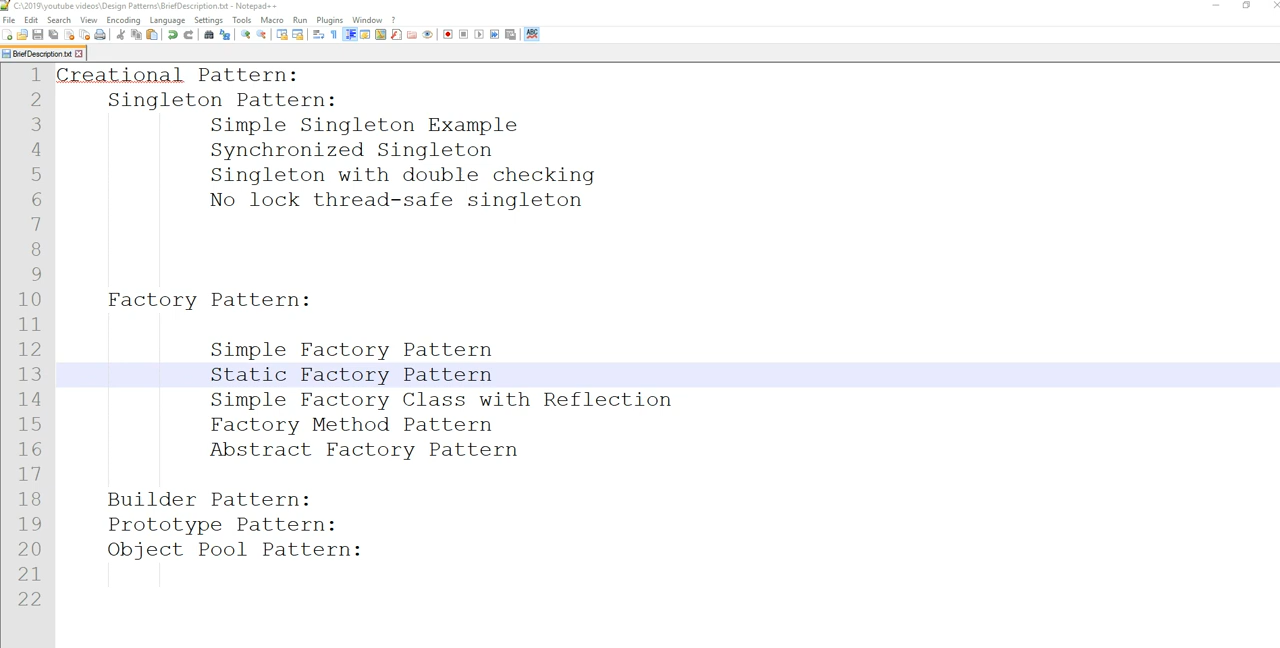 C:\2019\youtube videos\Design Patterns\BriefDescription.txt - Notepad++
File Edit Search View Encoding Language Settings Tools Macro Run Plugins Window ?
ABC
BriefDescription.txt
1 Creational Pattern:
2 Singleton Pattern:
3 Simple Singleton Example
4 Synchronized Singleton
5 Singleton with double checking
6 No lock thread-safe singleton
7
8
9
10 Factory Pattern:
11
12 Simple Factory Pattern
13 Static Factory Pattern
14 Simple Factory Class with Reflection
15 Factory Method Pattern
16 Abstract Factory Pattern
17
18 Builder Pattern:
19 Prototype Pattern:
20 Object Pool Pattern:
21
22